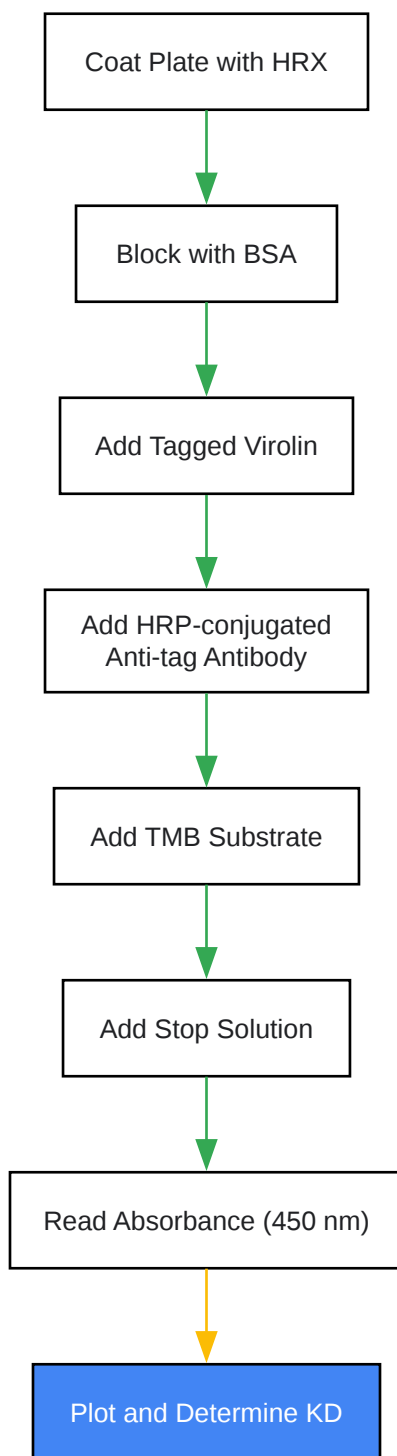 Coat Plate with HRX
Block with BSA
Add Tagged Virolin
Add HRP-conjugated
Anti-tag Antibody
Add TMB Substrate
Add Stop Solution
Read Absorbance (450 nm)
Plot and Determine KD